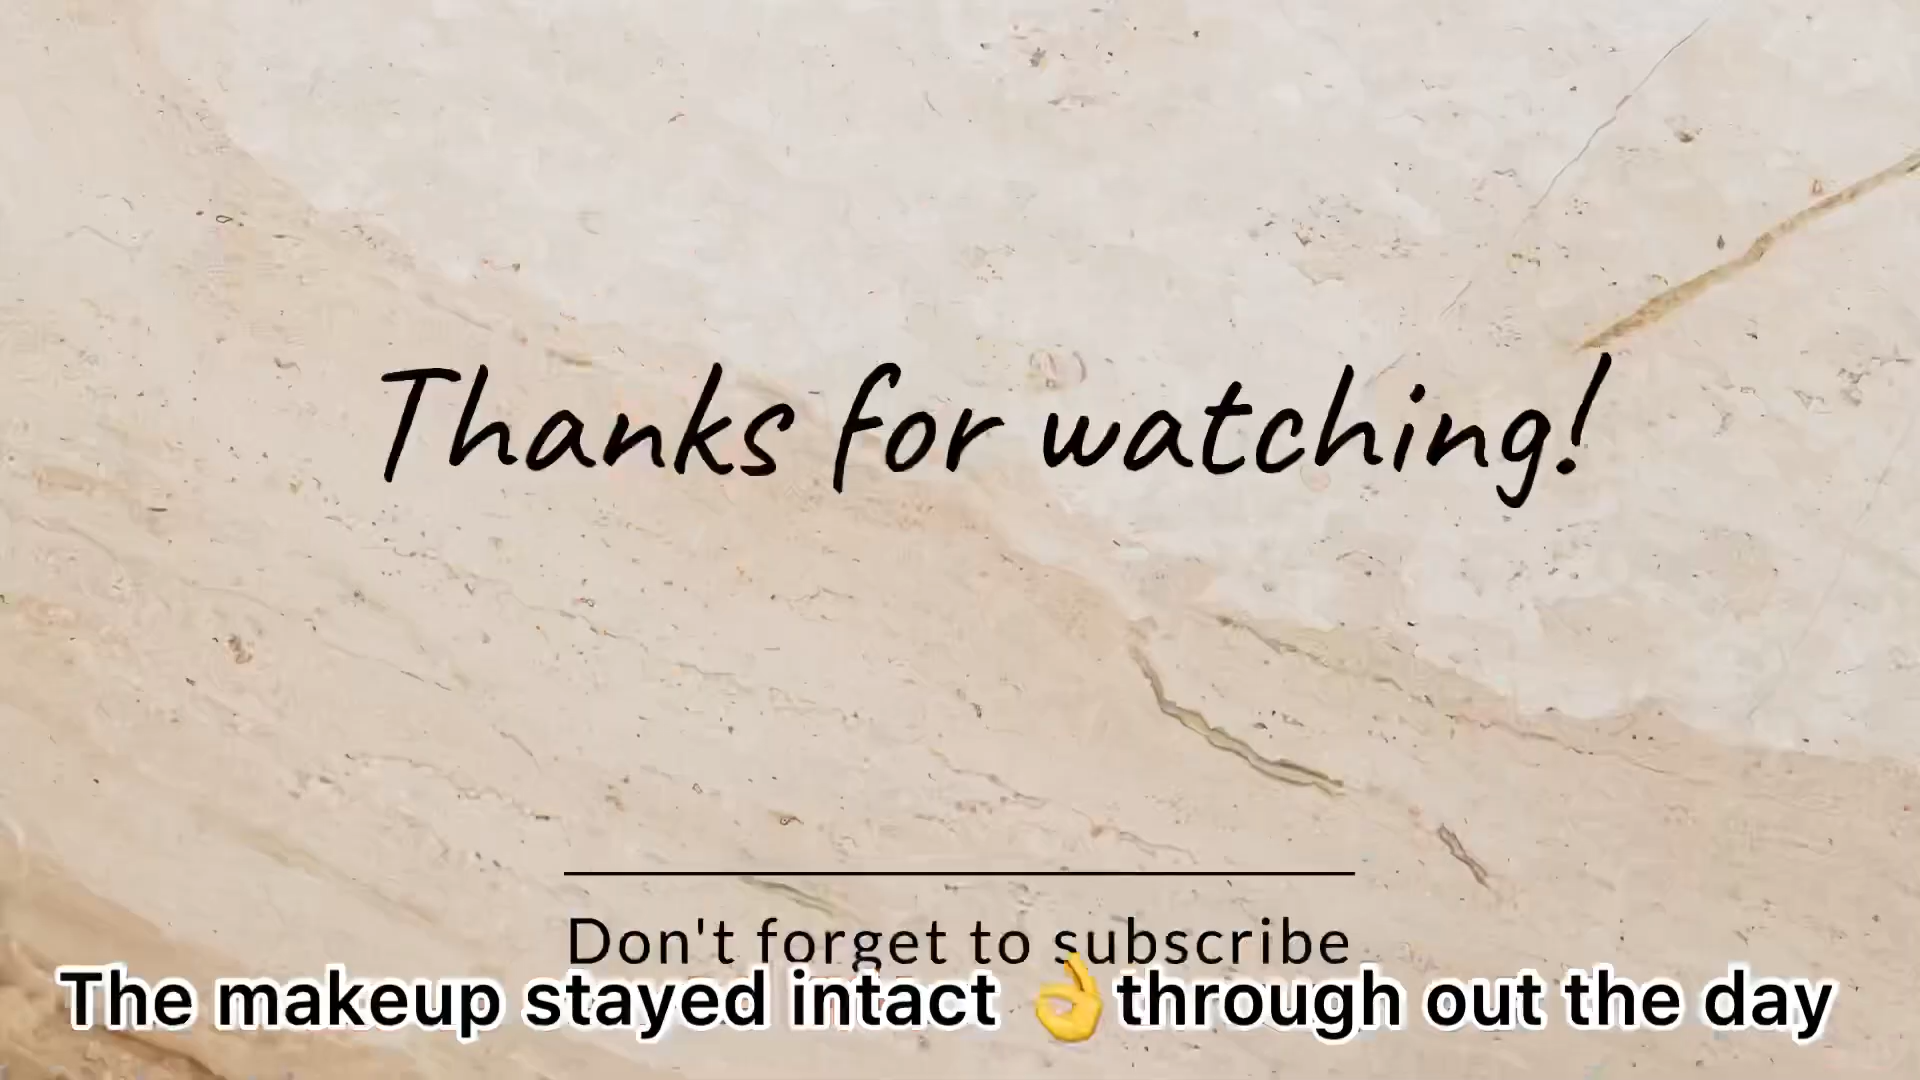 Thanks for watching!
Don't forget to subscribe
The makeup stayed intact 👌through out the day